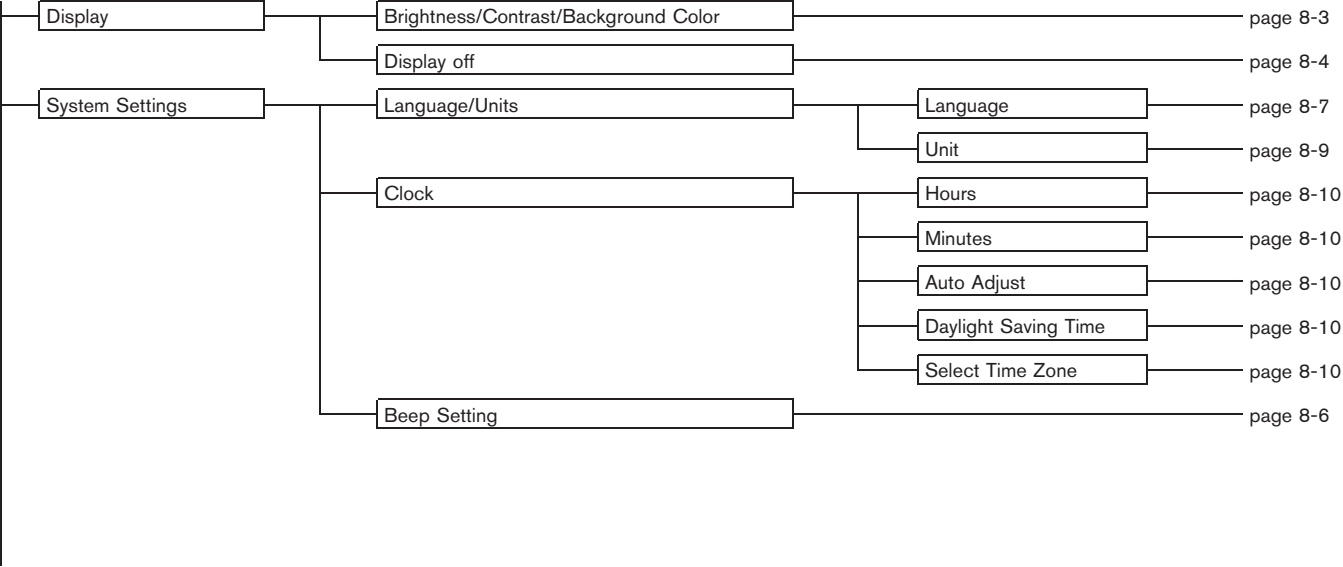 Display Brightness/Contrast/Background Color page 8-3
Display off page 8-4
System Settings Language/Units Language page 8-7
Unit page 8-9
Clock Hours page 8-10
Minutes page 8-10
Auto Adjust page 8-10
Daylight Saving Time page 8-10
Select Time Zone page 8-10
Beep Setting page 8-6